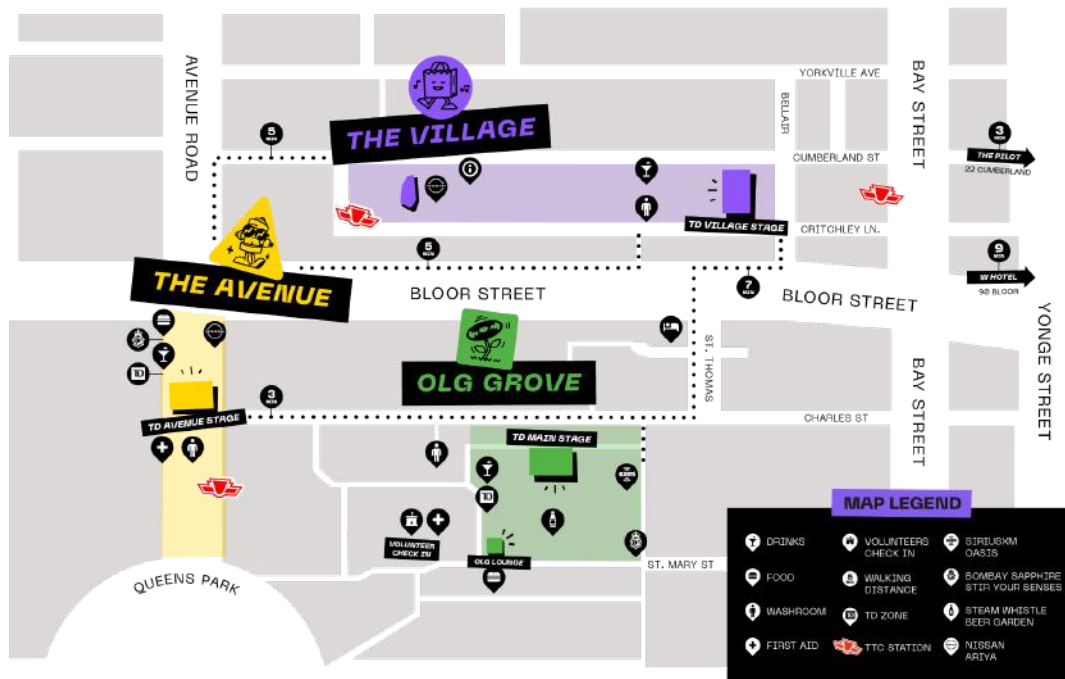 YORKVILLE AVE
AVENUE ROAD
BAY STREET
BELLAIR
THE VILLAGE
5
MIN
3
MIN
CUMBERLAND ST
THE PILOT
22 CUMBERLAND
TD VILLAGE STAGE
CRITCHLEY LN.
THE AVENUE
5
MIN
9
MIN
BLOOR STREET
7
MIN
W HOTEL
90 BLOOR
BLOOR STREET
YONGE STREET
ST. THOMAS
OLG GROVE
BAY STREET
TD
3
MIN
TD AVENUE STAGE
CHARLES ST
TD MAIN STAGE
TD
VOLUNTEER
CHECK IN
OLG LOUNGE
ST. MARY ST
QUEENS PARK
MAP LEGEND
DRINKS
FOOD
WASHROOM
FIRST AID
VOLUNTEERS
CHECK IN
5
MIN
WALKING
DISTANCE
TD
TD ZONE
TTC STATION
SIRIUSXM
OASIS
BOMBAY SAPPHIRE
STIR YOUR SENSES
STEAM WHISTLE
BEER GARDEN
NISSAN
ARIYA